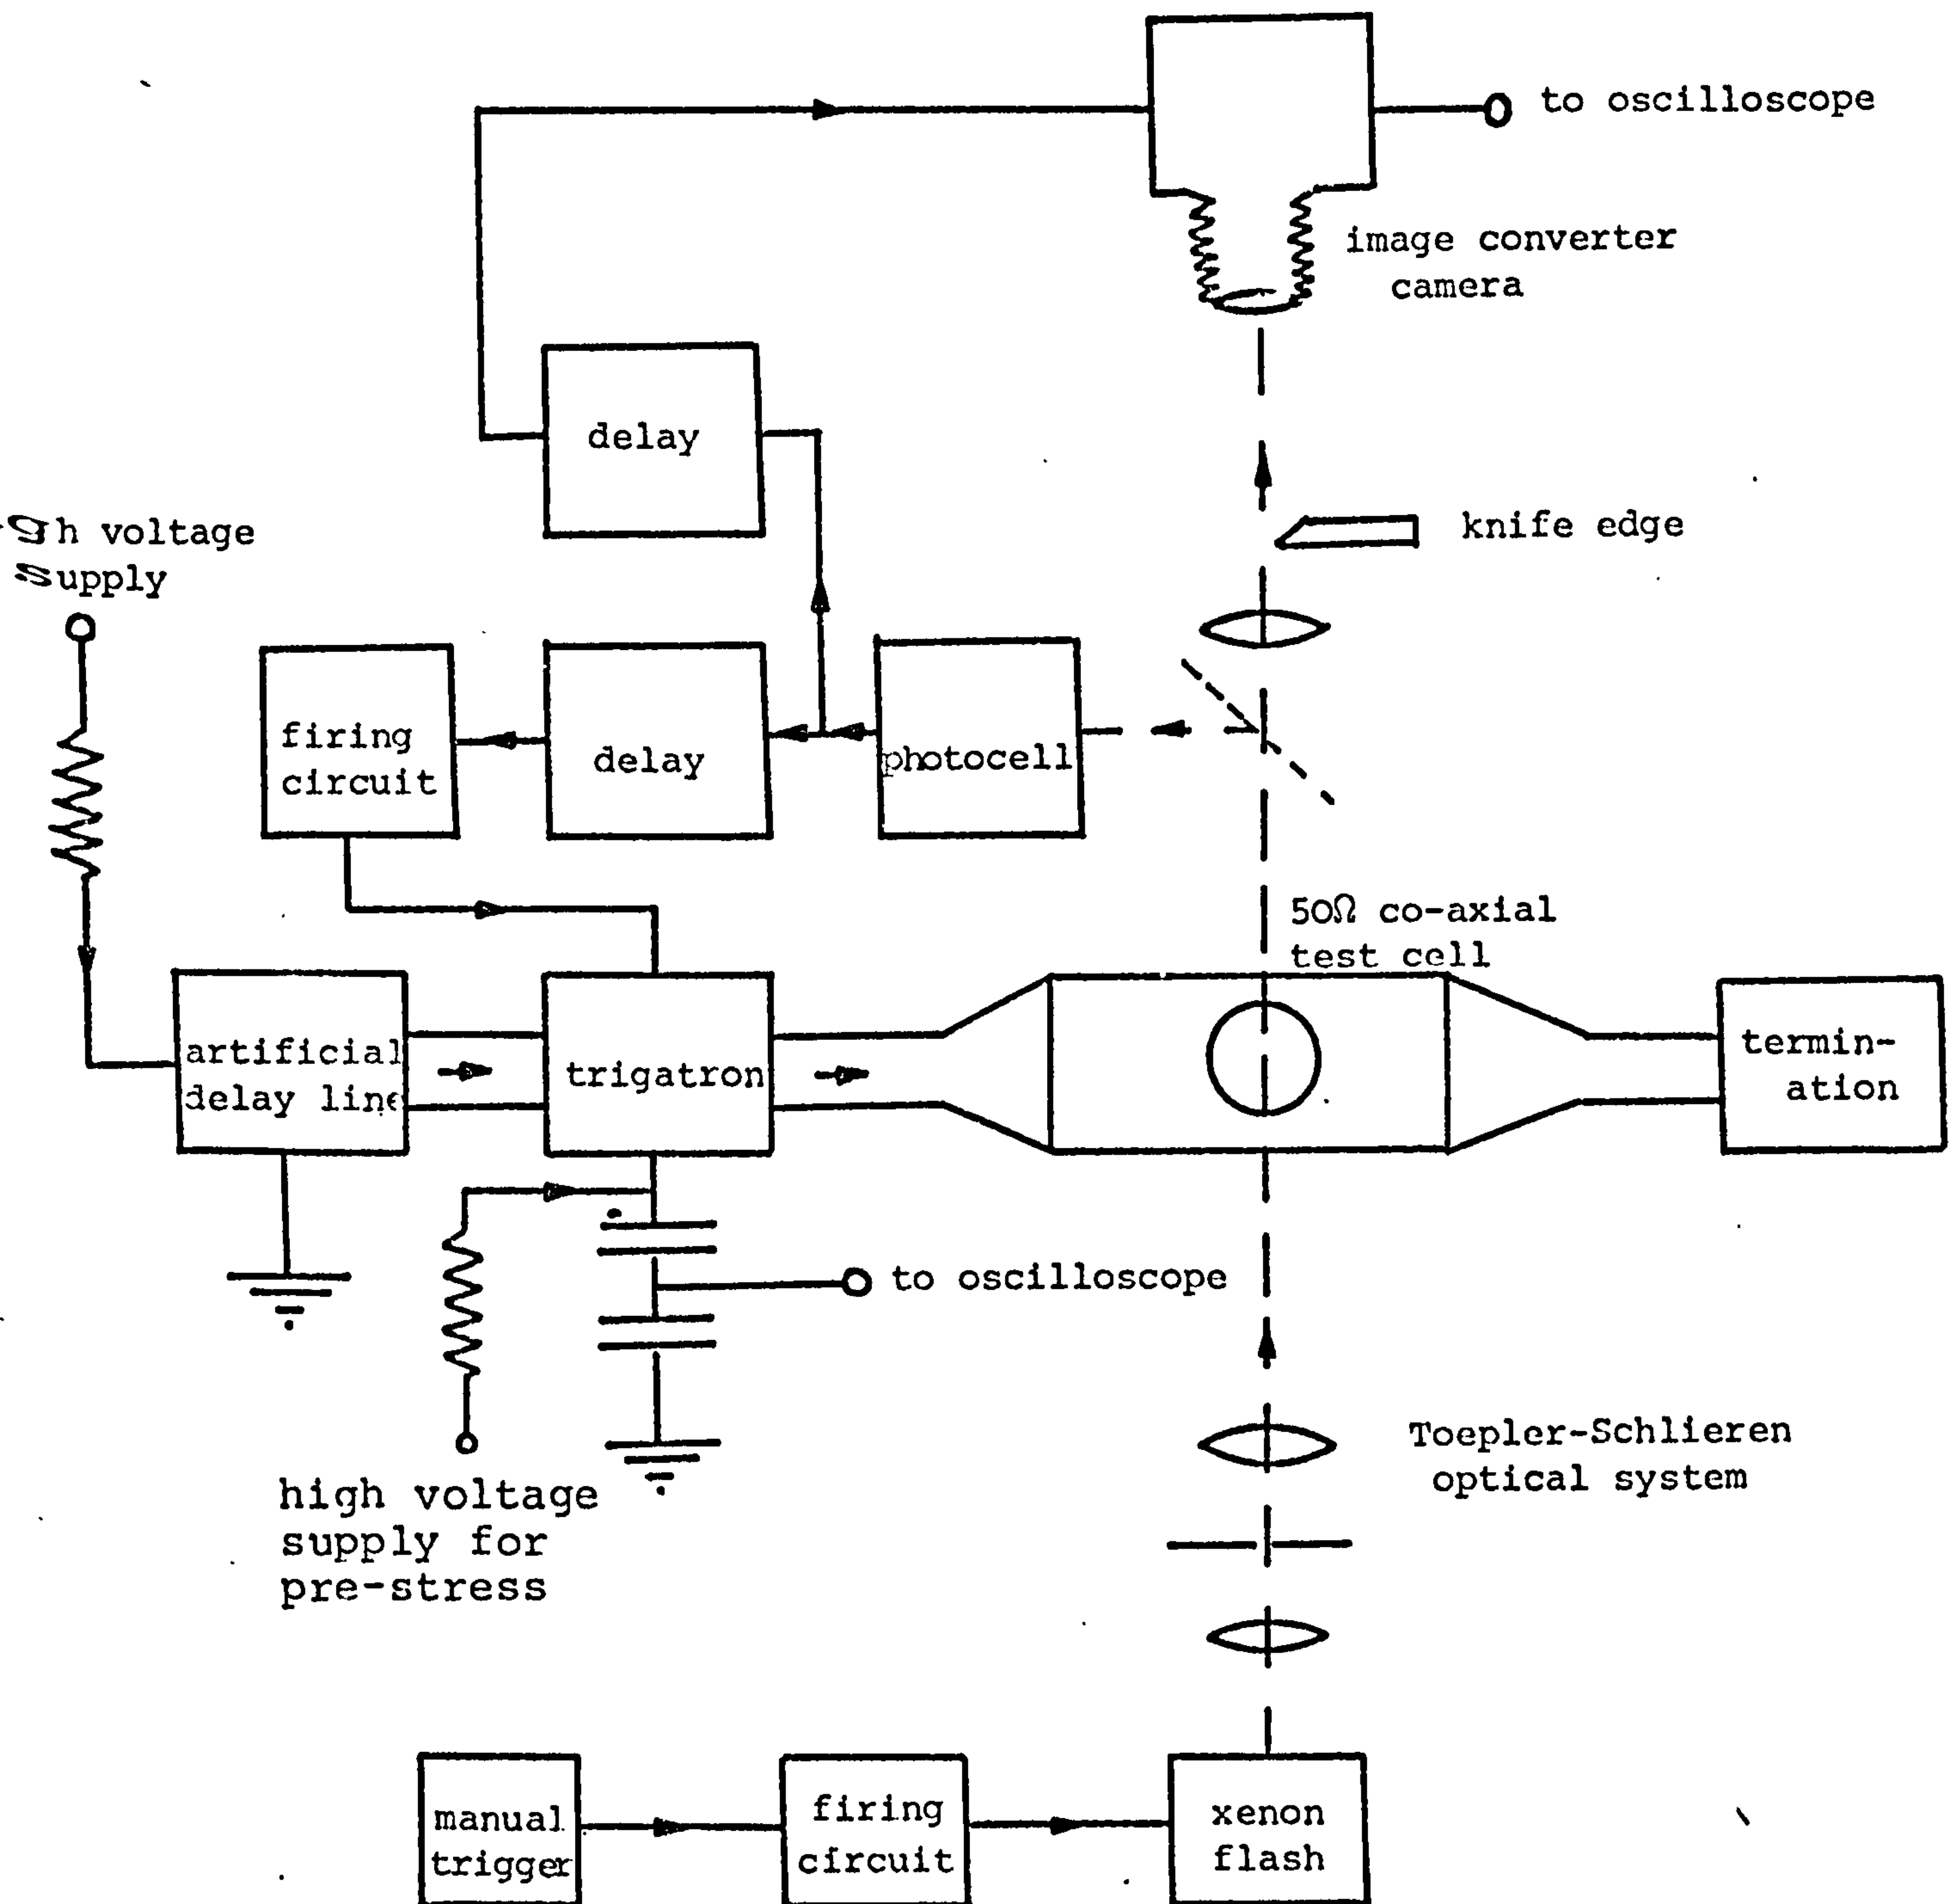 to oscilloscope
image converter
camera
delay
knife edge
gh voltage
supply
firing
circuit
delay
photocell
50Ω co-axial
test cell
artificial
delay line
trigatron
termin-
ation
to oscilloscope
high voltage
supply for
pre-stress
Toepler-Schlieren
optical system
manual
trigger
firing
circuit
xenon
flash